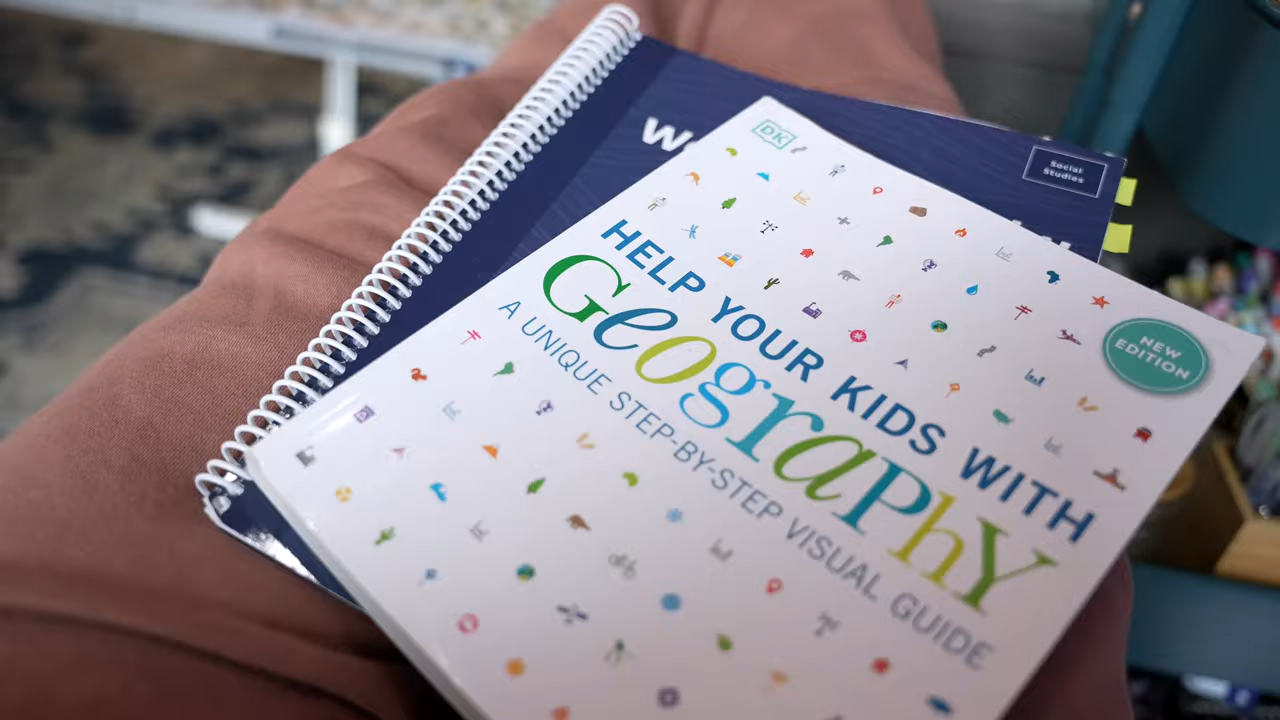 DK
Social
Studies
HELP YOUR KIDS WITH
GeograPhY
A UNIQUE STEP-BY-STEP VISUAL GUIDE
NEW
EDITION